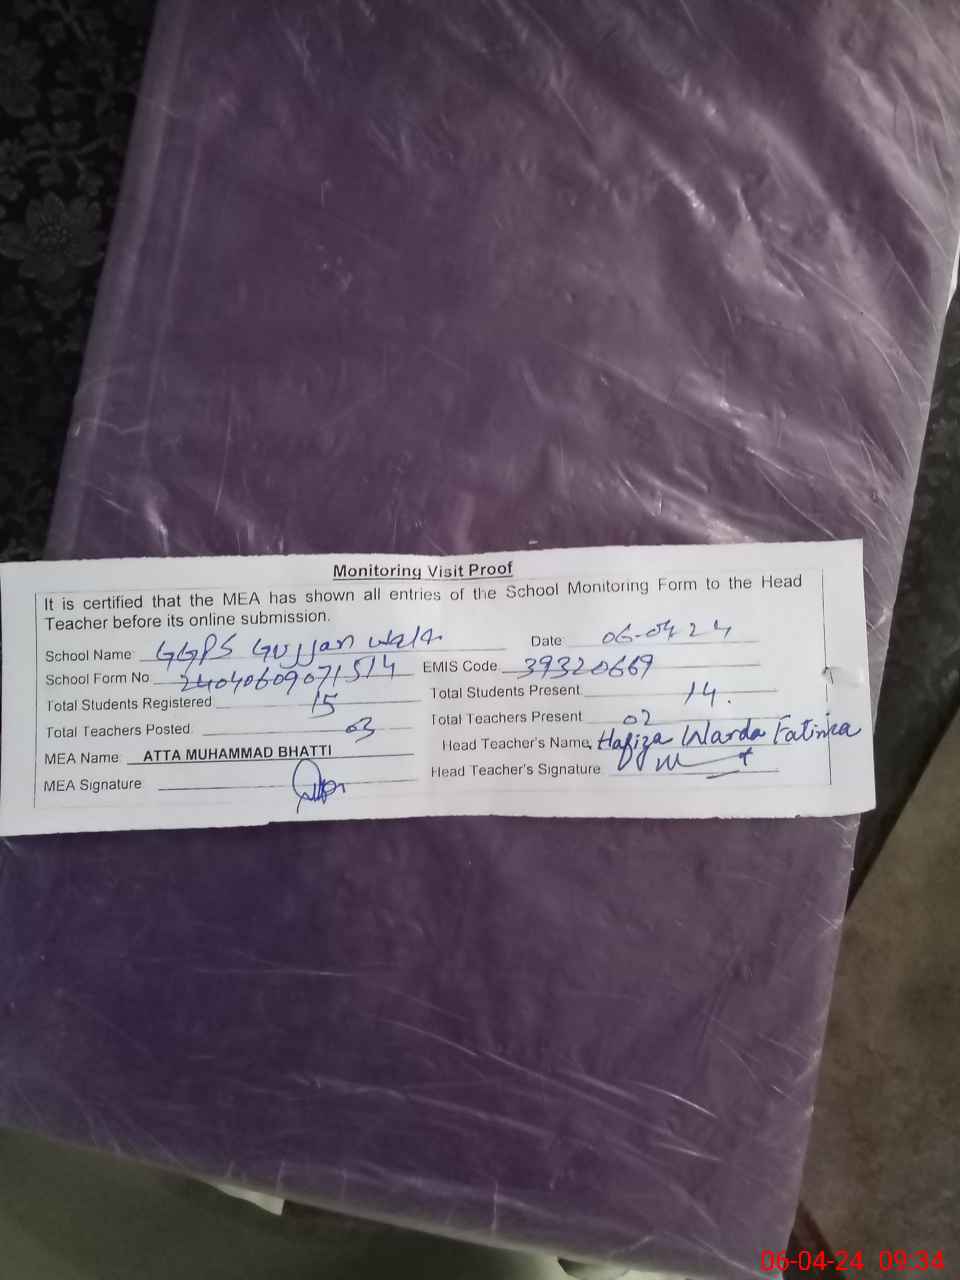 Monitoring Visit Proof
It is certified that the MEA has shown all entries of the School Monitoring Form to the Head
Teacher before its online submission.
School Name: GGPS Gujjan wala Date 06-04 24
School Form No. 24040609071514 EMIS Code. 39320669
Total Students Registered 15 Total Students Present 14.
Total Teachers Posted. 03 Total Teachers Present 02
MEA Name: ATTA MUHAMMAD BHATTI Head Teacher's Name, Hafiza Warda Fatima
MEA Signature Head Teacher's Signature
06-04-24 09:34